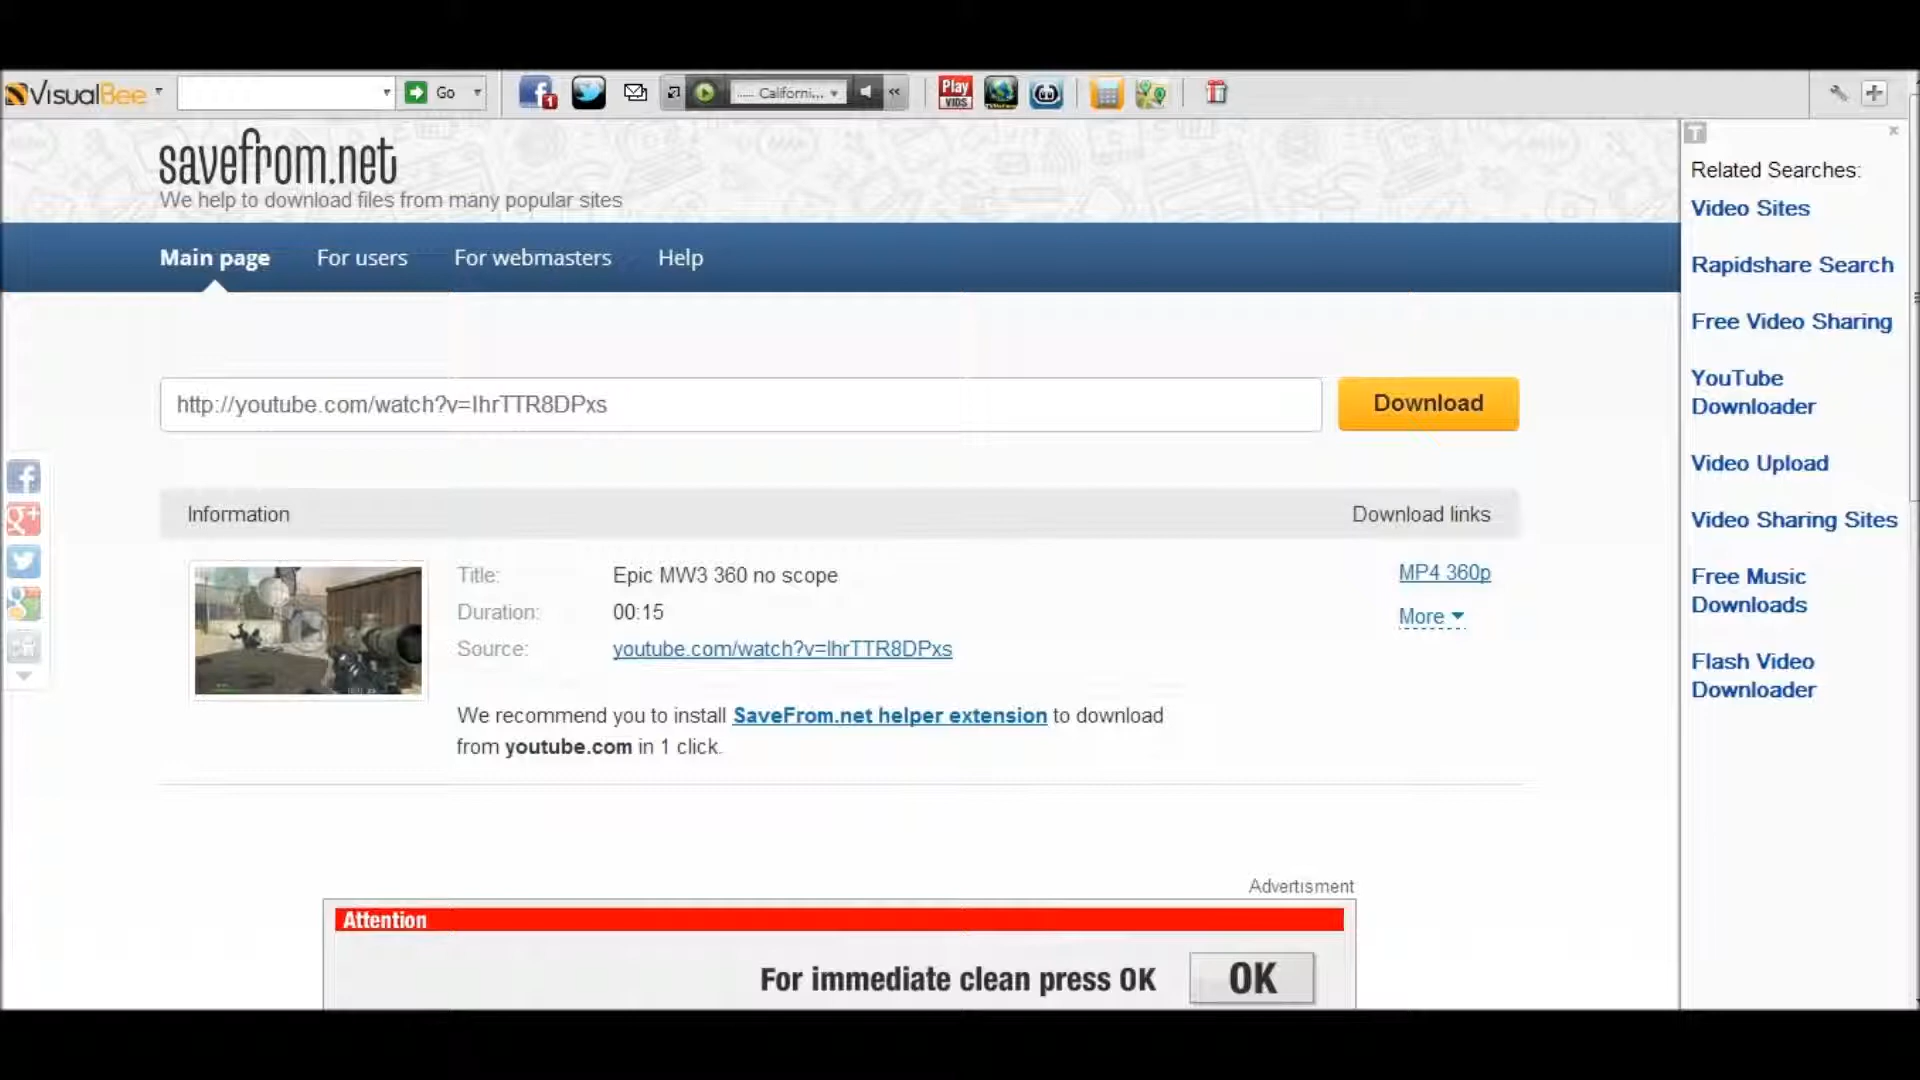 VisualBee
Go
1
..... Californi...
Play
VIDS
savefrom.net
We help to download files from many popular sites
Main page For users For webmasters Help
http://youtube.com/watch?v=IhrTTR8DPxs
Download
Information Download links
Title: Epic MW3 360 no scope
MP4 360p
Duration: 00:15
More
Source: youtube.com/watch?v=IhrTTR8DPxs
We recommend you to install SaveFrom.net helper extension to download
from youtube.com in 1 click.
Advertisment
Attention
For immediate clean press OK
OK
T
Related Searches:
Video Sites
Rapidshare Search
Free Video Sharing
YouTube
Downloader
Video Upload
Video Sharing Sites
Free Music
Downloads
Flash Video
Downloader